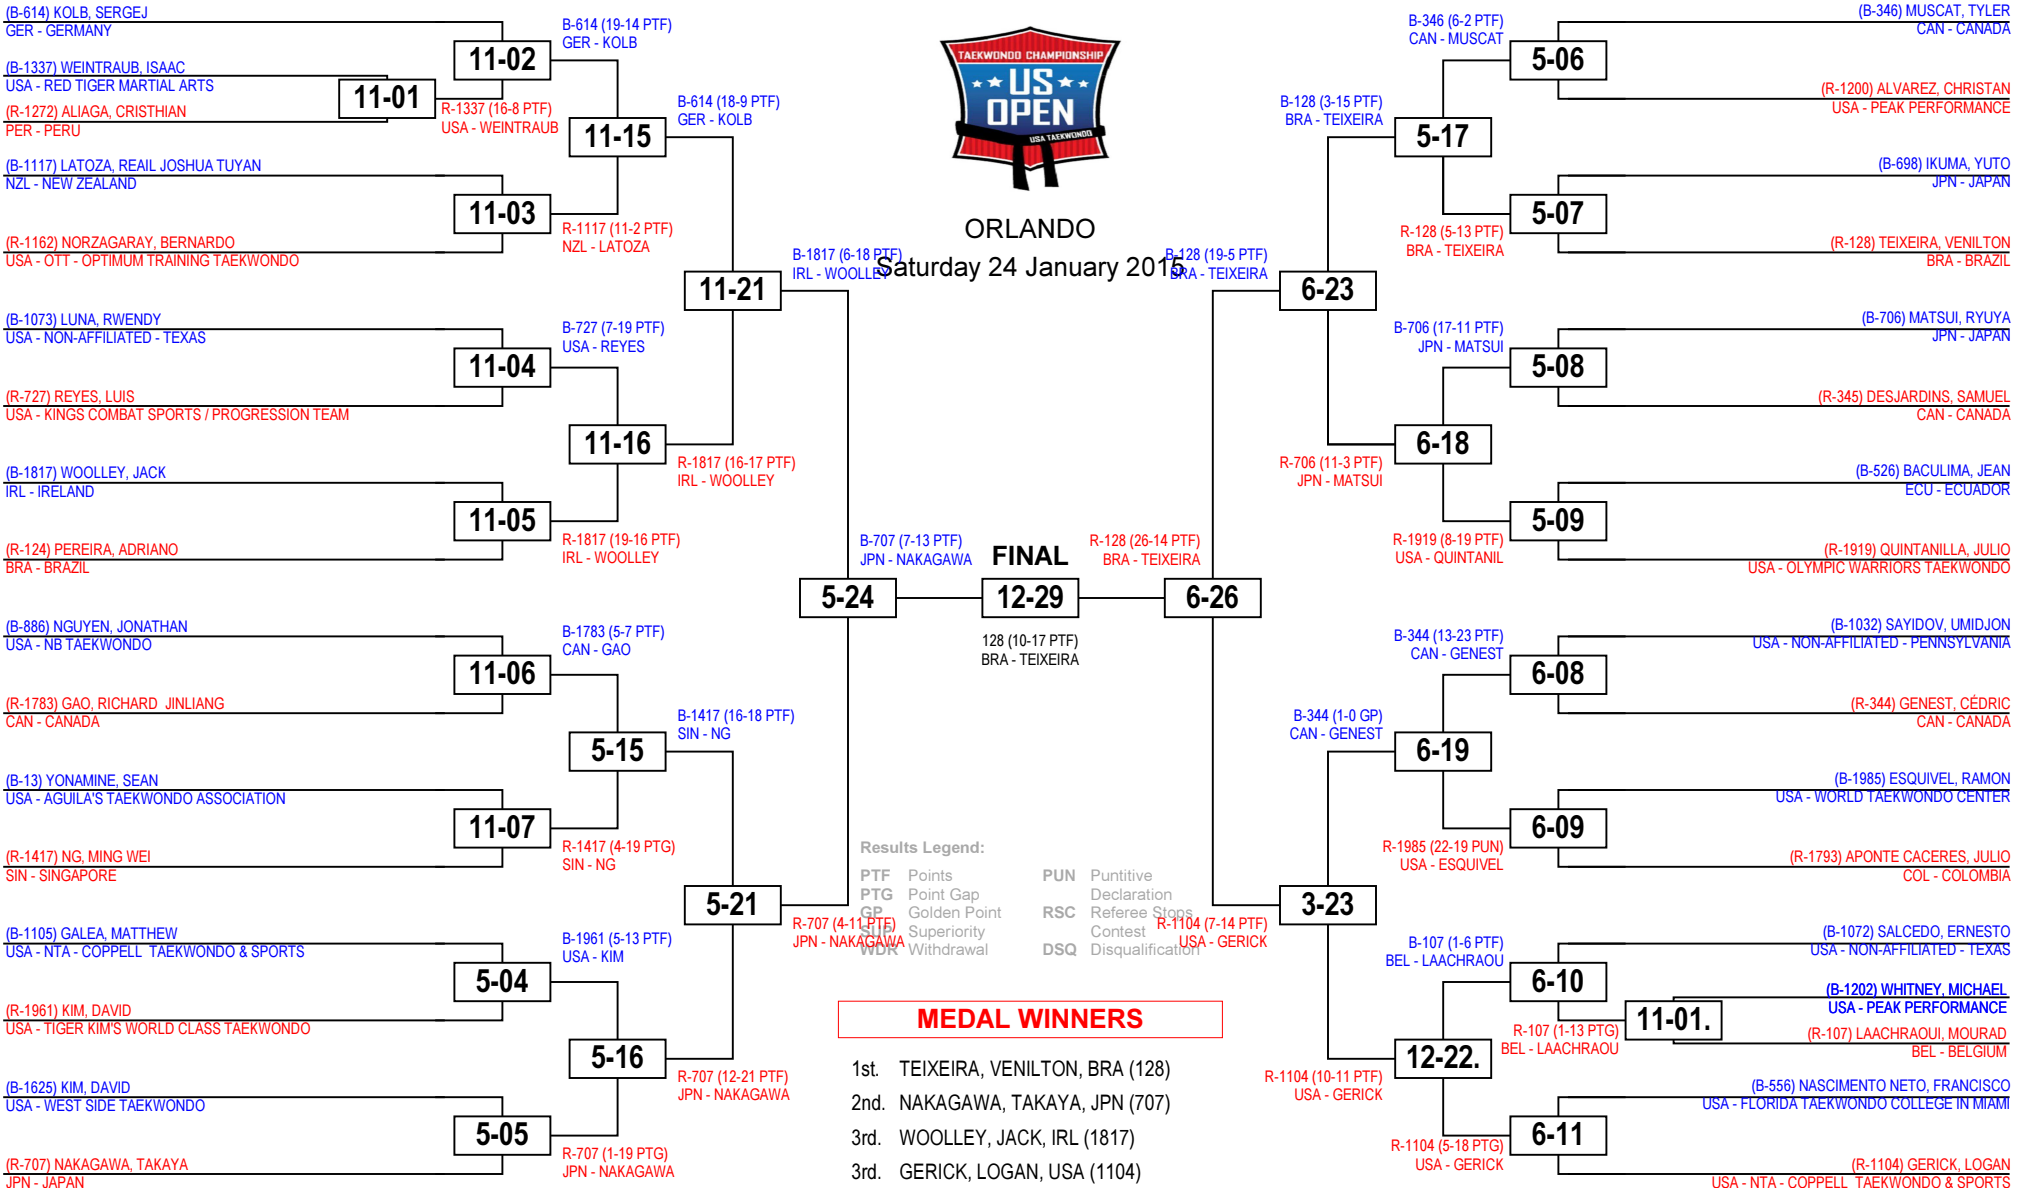 (B-614) KOLB, SERGEJ
GER - GERMANY
(B-1337) WEINTRAUB, ISAAC
USA - RED TIGER MARTIAL ARTS
(R-1272) ALIAGA, CRISTHIAN
PER - PERU
(B-1117) LATOZA, REAIL JOSHUA TUYAN
NZL - NEW ZEALAND
(R-1162) NORZAGARAY, BERNARDO
USA - OTT - OPTIMUM TRAINING TAEKWONDO
(B-1073) LUNA, RWENDY
USA - NON-AFFILIATED - TEXAS
(R-727) REYES, LUIS
USA - KINGS COMBAT SPORTS / PROGRESSION TEAM
(B-1817) WOOLLEY, JACK
IRL - IRELAND
(R-124) PEREIRA, ADRIANO
BRA - BRAZIL
(B-886) NGUYEN, JONATHAN
USA - NB TAEKWONDO
(R-1783) GAO, RICHARD JINLIANG
CAN - CANADA
(B-13) YONAMINE, SEAN
USA - AGUILA'S TAEKWONDO ASSOCIATION
(R-1417) NG, MING WEI
SIN - SINGAPORE
(B-1105) GALEA, MATTHEW
USA - NTA - COPPELL TAEKWONDO & SPORTS
(R-1961) KIM, DAVID
USA - TIGER KIM'S WORLD CLASS TAEKWONDO
(B-1625) KIM, DAVID
USA - WEST SIDE TAEKWONDO
(R-707) NAKAGAWA, TAKAYA
JPN - JAPAN
11-01
R-1337 (16-8 PTF)
USA - WEINTRAUB
11-02
11-03
11-04
11-05
11-06
11-07
5-04
5-05
B-614 (19-14 PTF)
GER - KOLB
11-15
R-1117 (11-2 PTF)
NZL - LATOZA
B-727 (7-19 PTF)
USA - REYES
11-16
R-1817 (19-16 PTF)
IRL - WOOLLEY
B-1783 (5-7 PTF)
CAN - GAO
5-15
R-1417 (4-19 PTG)
SIN - NG
B-1961 (5-13 PTF)
USA - KIM
5-16
R-707 (1-19 PTG)
JPN - NAKAGAWA
B-614 (18-9 PTF)
GER - KOLB
11-21
R-1817 (16-17 PTF)
IRL - WOOLLEY
B-1417 (16-18 PTF)
SIN - NG
5-21
R-707 (12-21 PTF)
JPN - NAKAGAWA
B-1817 (6-18 PTF)
IRL - WOOLLEY
5-24
R-707 (4-11 PTF)
JPN - NAKAGAWA
TAEKWONDO CHAMPIONSHIP
US
OPEN
USA TAEKWONDO
ORLANDO
Saturday 24 January 2015
B-707 (7-13 PTF)
JPN - NAKAGAWA
FINAL
12-29
128 (10-17 PTF)
BRA - TEIXEIRA
R-128 (26-14 PTF)
BRA - TEIXEIRA
Results Legend:
PTF Points
PTG Point Gap
GP Golden Point
SUP Superiority
WDR Withdrawal
PUN Puntitive
Declaration
RSC Referee Stops
Contest
DSQ Disqualification
MEDAL WINNERS
1st. TEIXEIRA, VENILTON, BRA (128)
2nd. NAKAGAWA, TAKAYA, JPN (707)
3rd. WOOLLEY, JACK, IRL (1817)
3rd. GERICK, LOGAN, USA (1104)
B-128 (19-5 PTF)
BRA - TEIXEIRA
6-26
R-1104 (7-14 PTF)
USA - GERICK
B-128 (3-15 PTF)
BRA - TEIXEIRA
6-23
R-706 (11-3 PTF)
JPN - MATSUI
B-344 (1-0 GP)
CAN - GENEST
3-23
R-1104 (10-11 PTF)
USA - GERICK
B-346 (6-2 PTF)
CAN - MUSCAT
5-17
R-128 (5-13 PTF)
BRA - TEIXEIRA
B-706 (17-11 PTF)
JPN - MATSUI
6-18
R-1919 (8-19 PTF)
USA - QUINTANIL
B-344 (13-23 PTF)
CAN - GENEST
6-19
R-1985 (22-19 PUN)
USA - ESQUIVEL
B-107 (1-6 PTF)
BEL - LAACHRAOU
12-22.
R-1104 (5-18 PTG)
USA - GERICK
5-06
5-07
5-08
5-09
6-08
6-09
6-10
6-11
R-107 (1-13 PTG)
BEL - LAACHRAOU
11-01.
(B-346) MUSCAT, TYLER
CAN - CANADA
(R-1200) ALVAREZ, CHRISTAN
USA - PEAK PERFORMANCE
(B-698) IKUMA, YUTO
JPN - JAPAN
(R-128) TEIXEIRA, VENILTON
BRA - BRAZIL
(B-706) MATSUI, RYUYA
JPN - JAPAN
(R-345) DESJARDINS, SAMUEL
CAN - CANADA
(B-526) BACULIMA, JEAN
ECU - ECUADOR
(R-1919) QUINTANILLA, JULIO
USA - OLYMPIC WARRIORS TAEKWONDO
(B-1032) SAYIDOV, UMIDJON
USA - NON-AFFILIATED - PENNSYLVANIA
(R-344) GENEST, CÉDRIC
CAN - CANADA
(B-1985) ESQUIVEL, RAMON
USA - WORLD TAEKWONDO CENTER
(R-1793) APONTE CACERES, JULIO
COL - COLOMBIA
(B-1072) SALCEDO, ERNESTO
USA - NON-AFFILIATED - TEXAS
(B-1202) WHITNEY, MICHAEL
USA - PEAK PERFORMANCE
(R-107) LAACHRAOUI, MOURAD
BEL - BELGIUM
(B-556) NASCIMENTO NETO, FRANCISCO
USA - FLORIDA TAEKWONDO COLLEGE IN MIAMI
(R-1104) GERICK, LOGAN
USA - NTA - COPPELL TAEKWONDO & SPORTS